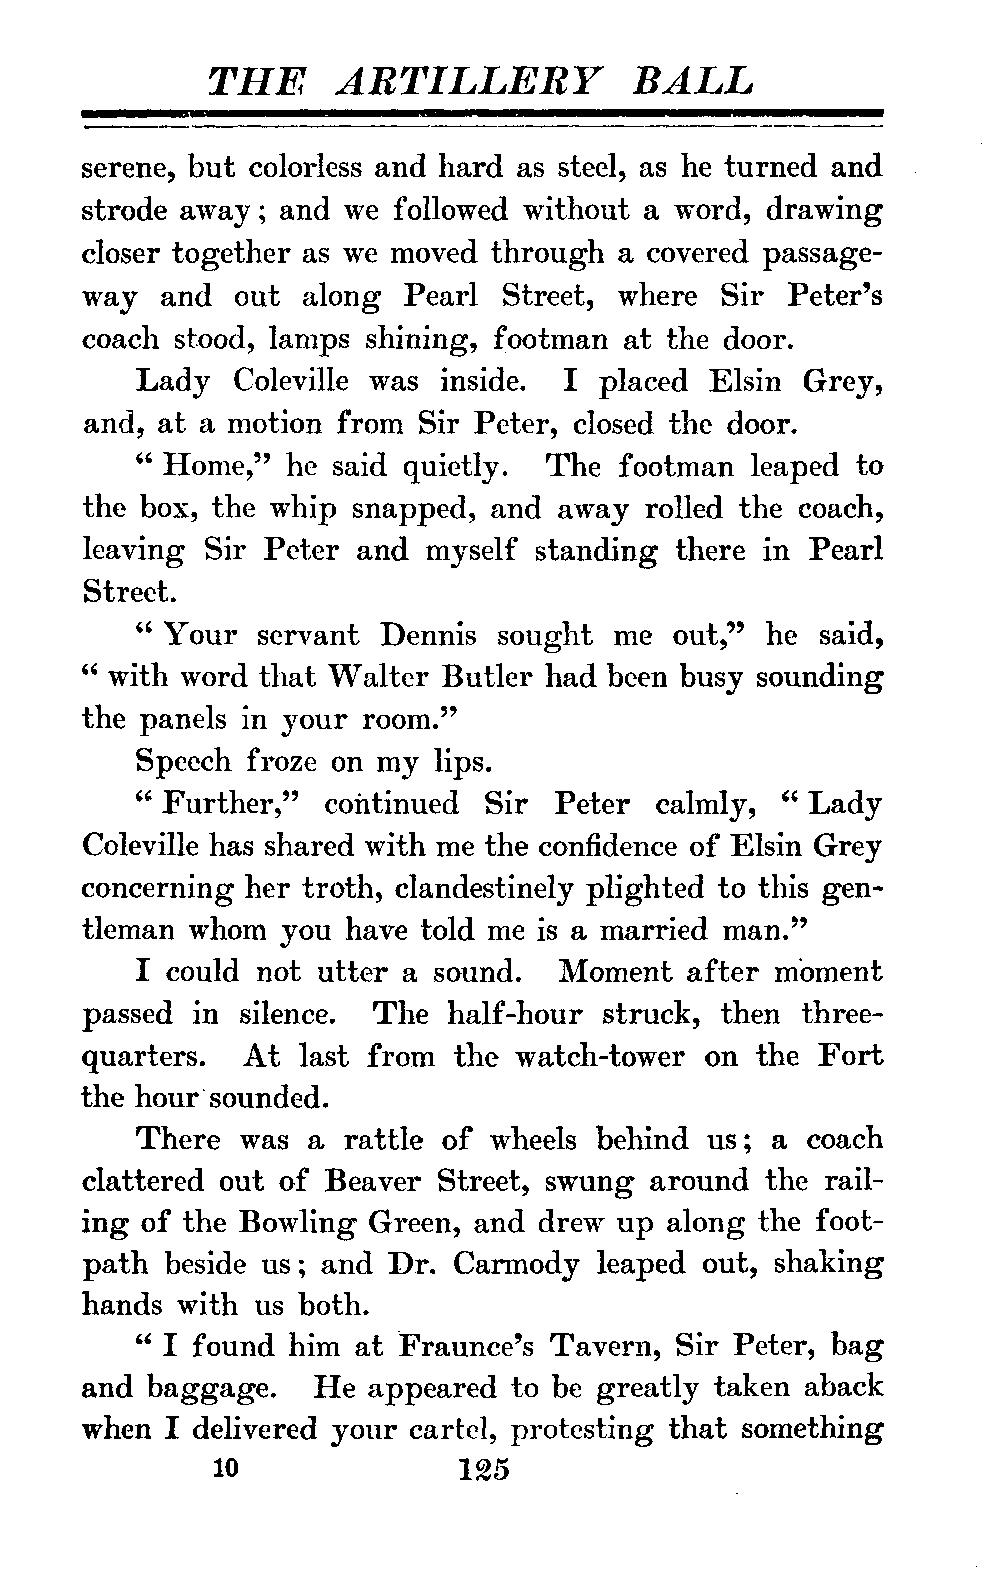 THE ARTILLERY BALL
serene, but colorless and hard as steel, as he turned and
strode away; and we followed without a word, drawing
closer together as we moved through a covered passage-
way and out along Pearl Street, where Sir Peter's
coach stood, lamps shining, footman at the door.
Lady Coleville was inside. I placed Elsin Grey,
and, at a motion from Sir Peter, closed the door.
“ Home,” he said quietly. The footman leaped to
the box, the whip snapped, and away rolled the coach,
leaving Sir Peter and myself standing there in Pearl
Street.
“ Your servant Dennis sought me out,” he said,
“ with word that Walter Butler had been busy sounding
the panels in your room.”
Speech froze on my lips.
“ Further,” continued Sir Peter calmly, “ Lady
Coleville has shared with me the confidence of Elsin Grey
concerning her troth, clandestinely plighted to this gen-
tleman whom you have told me is a married man.”
I could not utter a sound. Moment after moment
passed in silence. The half-hour struck, then three-
quarters. At last from the watch-tower on the Fort
the hour sounded.
There was a rattle of wheels behind us; a coach
clattered out of Beaver Street, swung around the rail-
ing of the Bowling Green, and drew up along the foot-
path beside us; and Dr. Carmody leaped out, shaking
hands with us both.
“ I found him at Fraunce's Tavern, Sir Peter, bag
and baggage. He appeared to be greatly taken aback
when I delivered your cartel, protesting that something
10 125